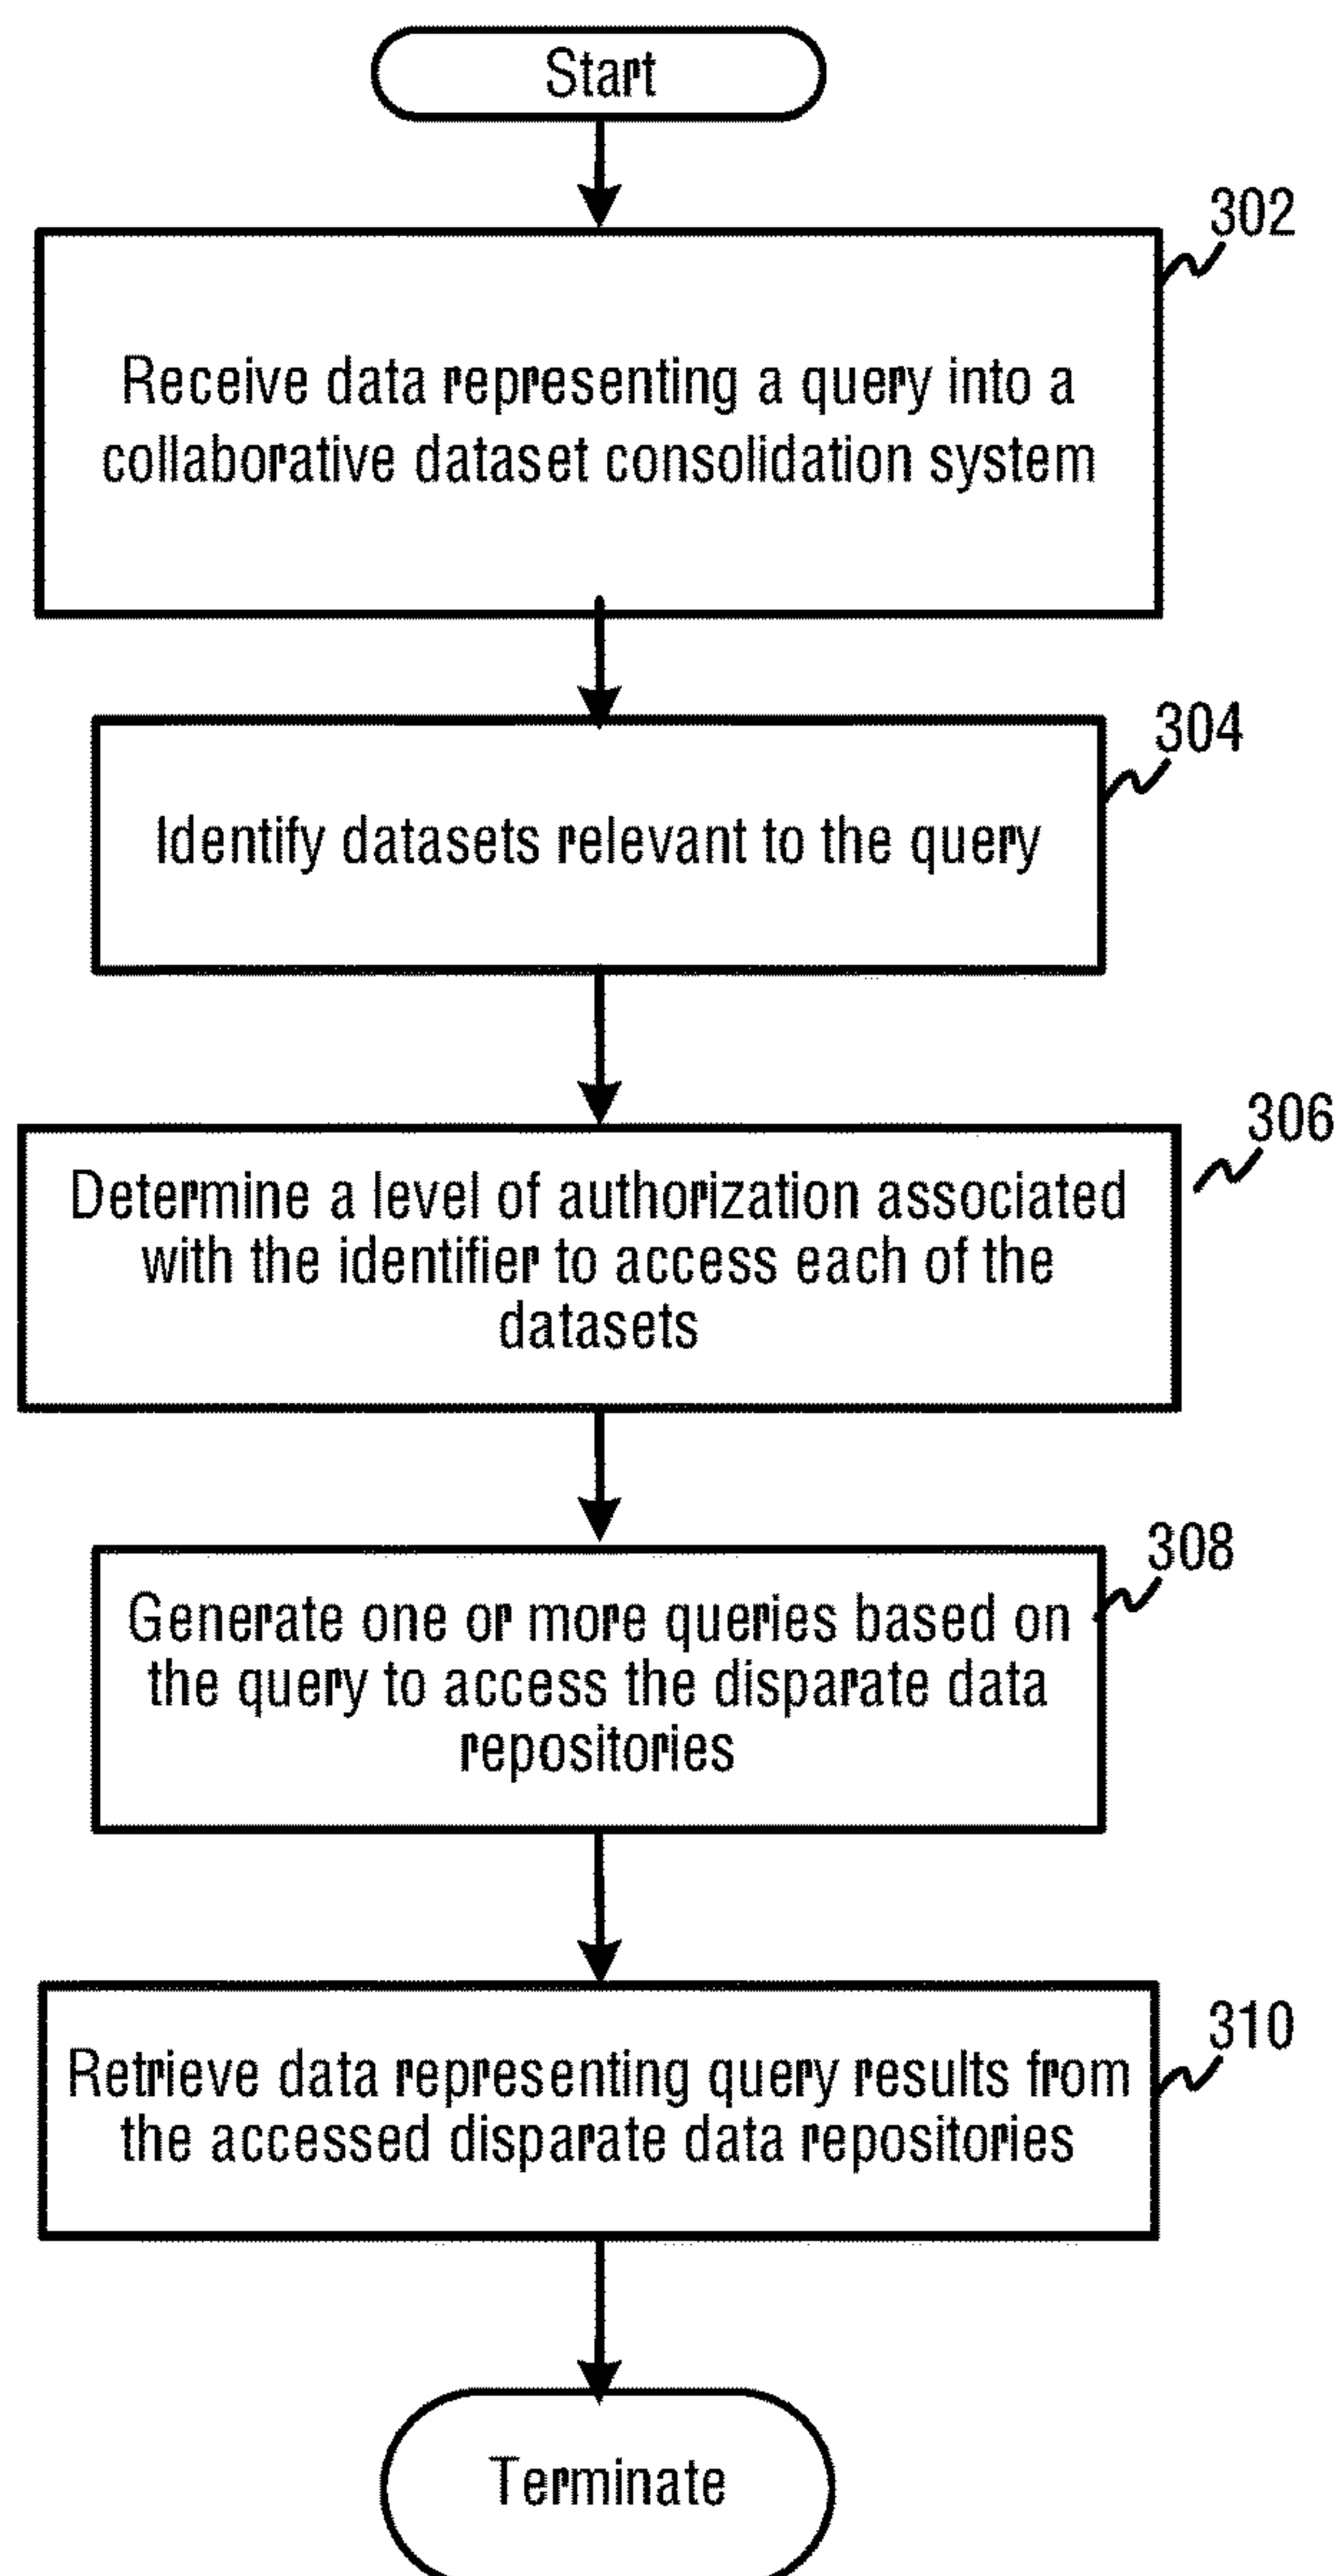 Start
302
Receive data representing a query into a
collaborative dataset consolidation system
304
Identify datasets relevant to the query
306
Determine a level of authorization associated
with the identifier to access each of the
datasets
308
Generate one or more queries based on
the query to access the disparate data
repositories
310
Retrieve data representing query results from
the accessed disparate data repositories
Terminate